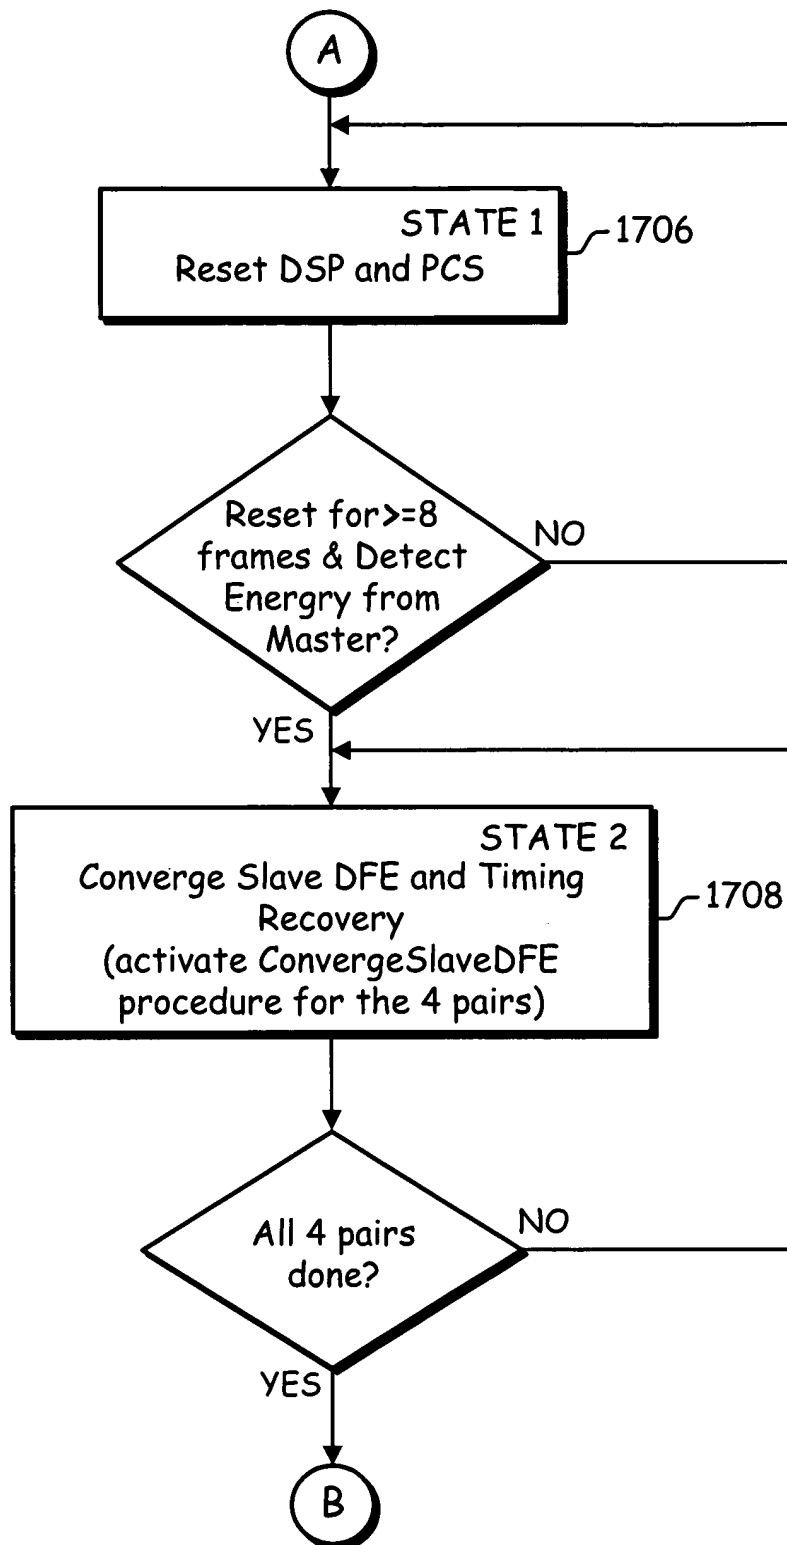 A
STATE 1
Reset DSP and PCS
1706
Reset for >=8
frames & Detect
Energry from
Master?
NO
YES
STATE 2
Converge Slave DFE and Timing
Recovery
(activate ConvergeSlaveDFE
procedure for the 4 pairs)
1708
All 4 pairs
done?
NO
YES
B